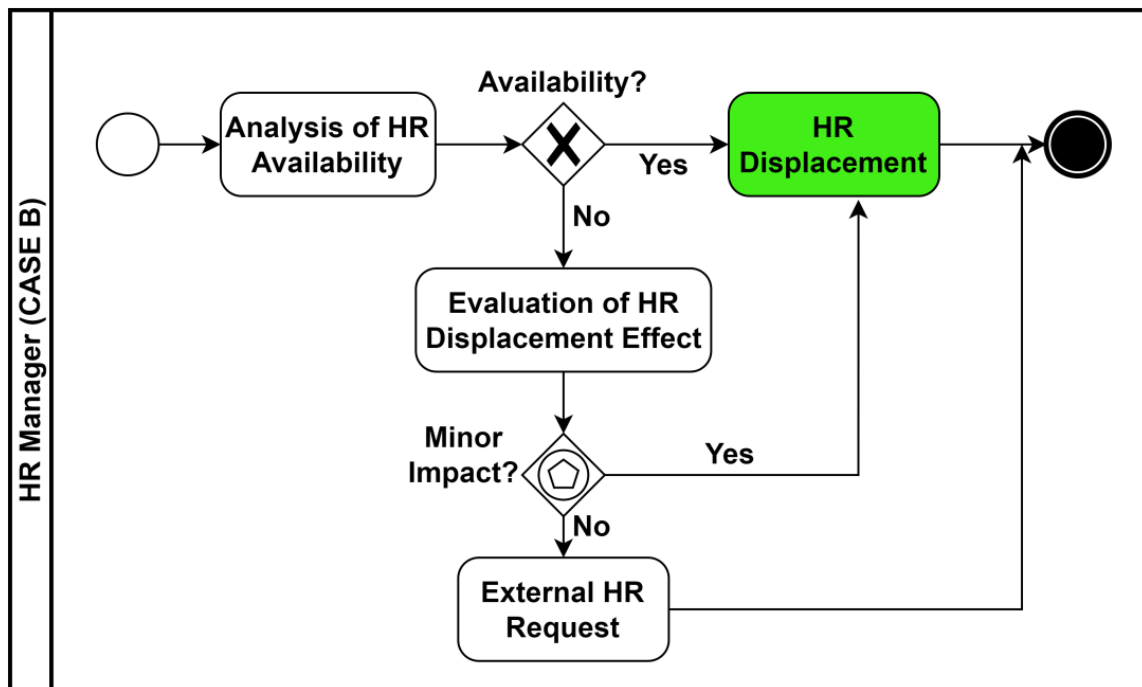 HR Manager (CASE B)
Availability?
Analysis of HR
Availability
Yes
HR
Displacement
No
Evaluation of HR
Displacement Effect
Minor
Impact?
Yes
No
External HR
Request